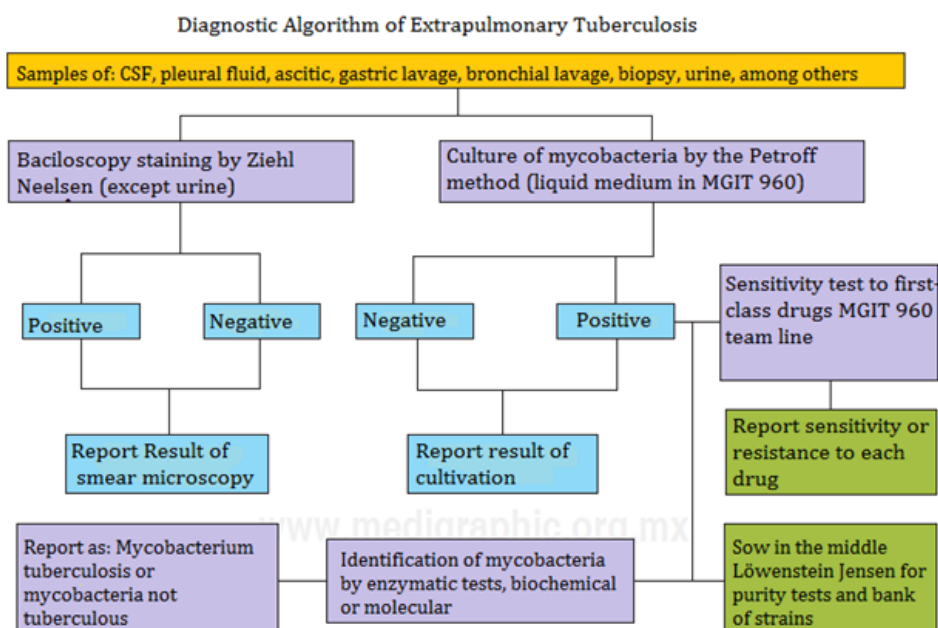 Diagnostic Algorithm of Extrapulmonary Tuberculosis
Samples of: CSF, pleural fluid, ascitic, gastric lavage, bronchial lavage, biopsy, urine, among others
Baciloscopy staining by Ziehl
Neelsen (except urine)
Culture of mycobacteria by the Petroff
method (liquid medium in MGIT 960)
Positive
Negative
Negative
Positive
Sensitivity test to first-
class drugs MGIT 960
team line
Report Result of
smear microscopy
Report result of
cultivation
Report sensitivity or
resistance to each
drug
www.medigraphic.org.mx
Report as: Mycobacterium
tuberculosis or
mycobacteria not
tuberculous
Identification of mycobacteria
by enzymatic tests, biochemical
or molecular
Sow in the middle
Löwenstein Jensen for
purity tests and bank
of strains